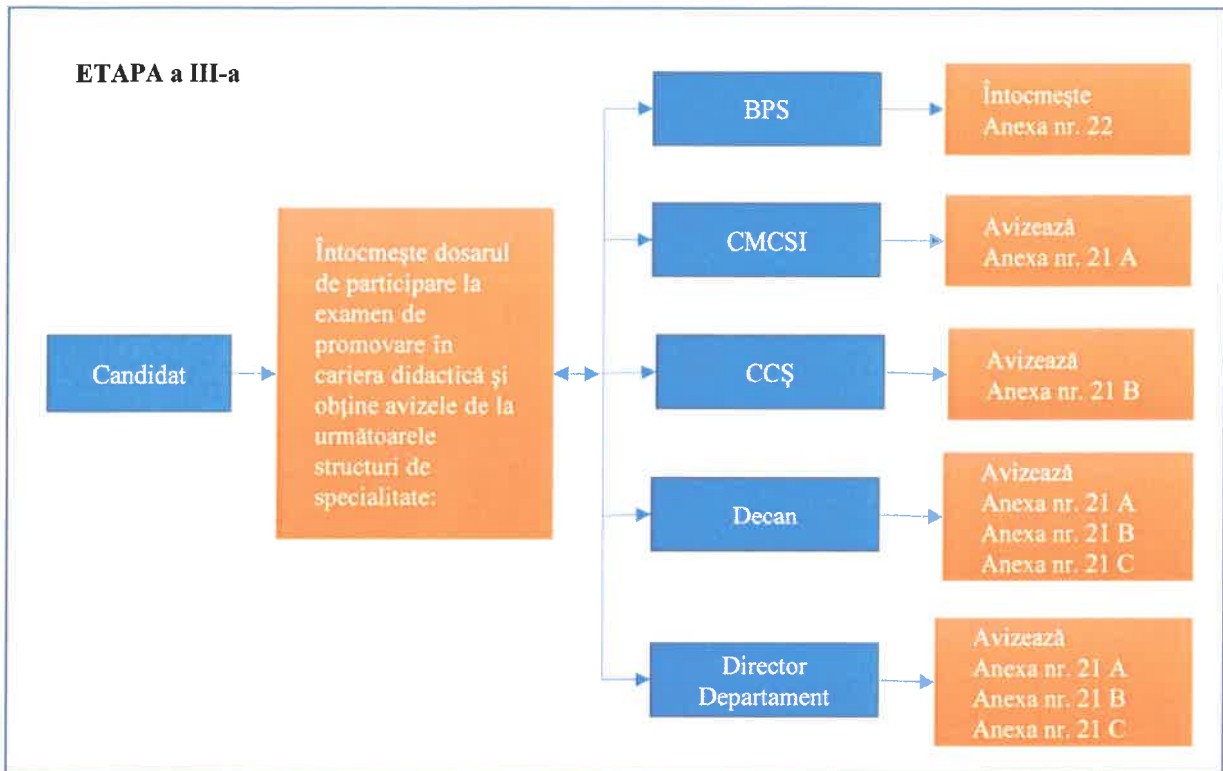 ETAPA a III-a
Candidat
Întocmește dosarul
de participare la
examen de
promovare în
cariera didactică și
obține avizele de la
următoarele
structuri de
specialitate:
BPS
Întocmește
Anexa nr. 22
CMCSI
Avizează
Anexa nr. 21 A
CCȘ
Avizează
Anexa nr. 21 B
Decan
Avizează
Anexa nr. 21 A
Anexa nr. 21 B
Anexa nr. 21 C
Director
Departament
Avizează
Anexa nr. 21 A
Anexa nr. 21 B
Anexa nr. 21 C